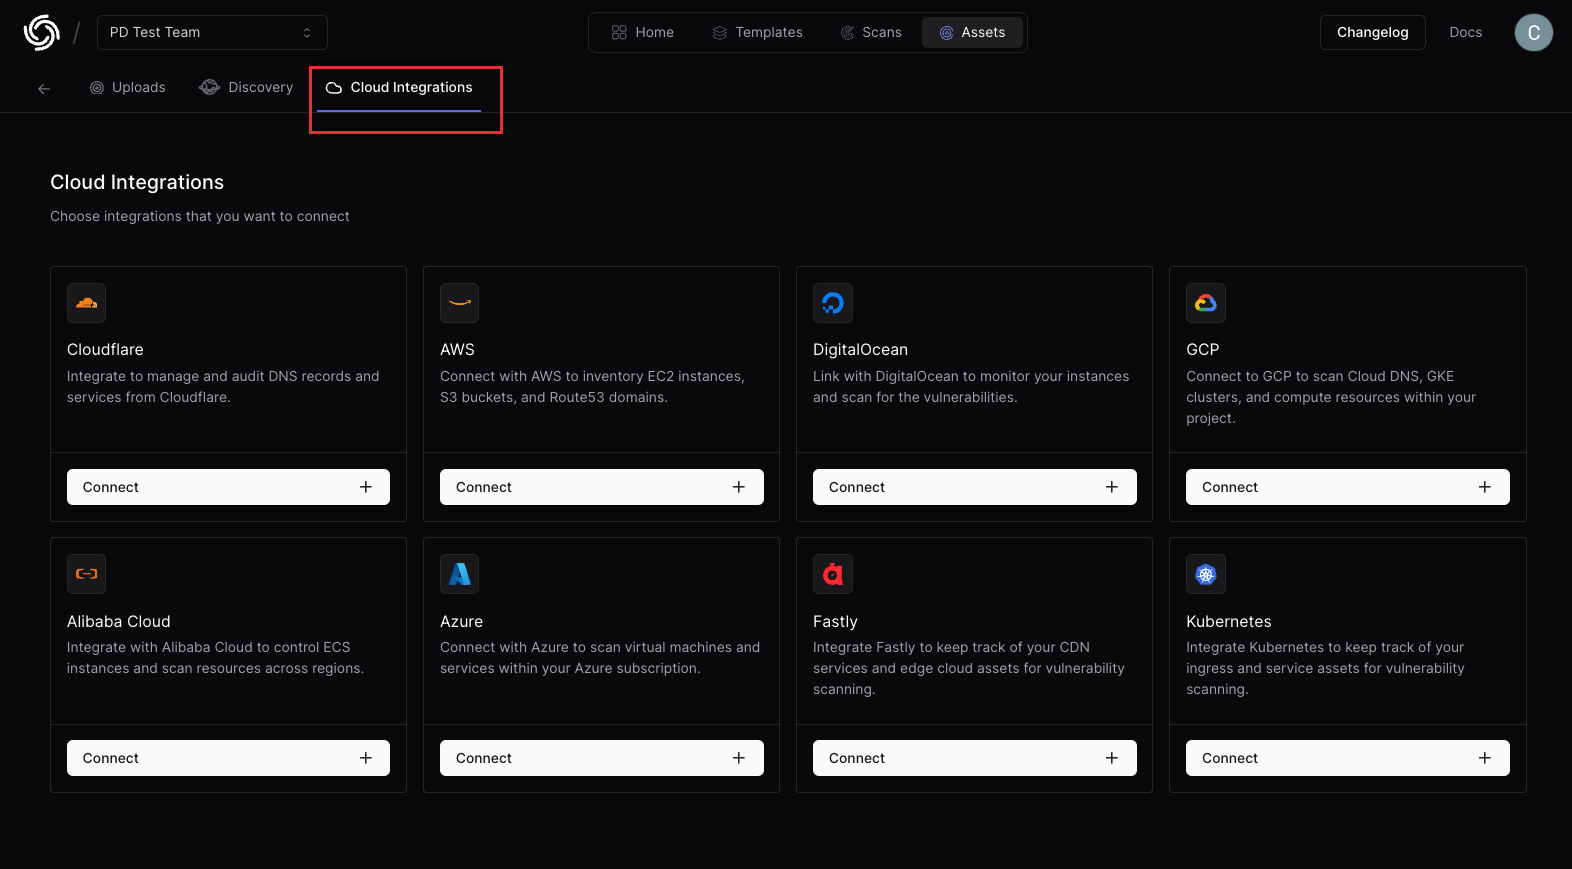 PD Test Team
Home
Templates
Scans
Assets
Changelog
Docs
C
Uploads
Discovery
Cloud Integrations
Cloud Integrations
Choose integrations that you want to connect
Cloudflare
Integrate to manage and audit DNS records and
services from Cloudflare.
Connect
AWS
Connect with AWS to inventory EC2 instances,
S3 buckets, and Route53 domains.
Connect
DigitalOcean
Link with DigitalOcean to monitor your instances
and scan for the vulnerabilities.
Connect
GCP
Connect to GCP to scan Cloud DNS, GKE
clusters, and compute resources within your
project.
Connect
Alibaba Cloud
Integrate with Alibaba Cloud to control ECS
instances and scan resources across regions.
Connect
Azure
Connect with Azure to scan virtual machines and
services within your Azure subscription.
Connect
Fastly
Integrate Fastly to keep track of your CDN
services and edge cloud assets for vulnerability
scanning.
Connect
Kubernetes
Integrate Kubernetes to keep track of your
ingress and service assets for vulnerability
scanning.
Connect